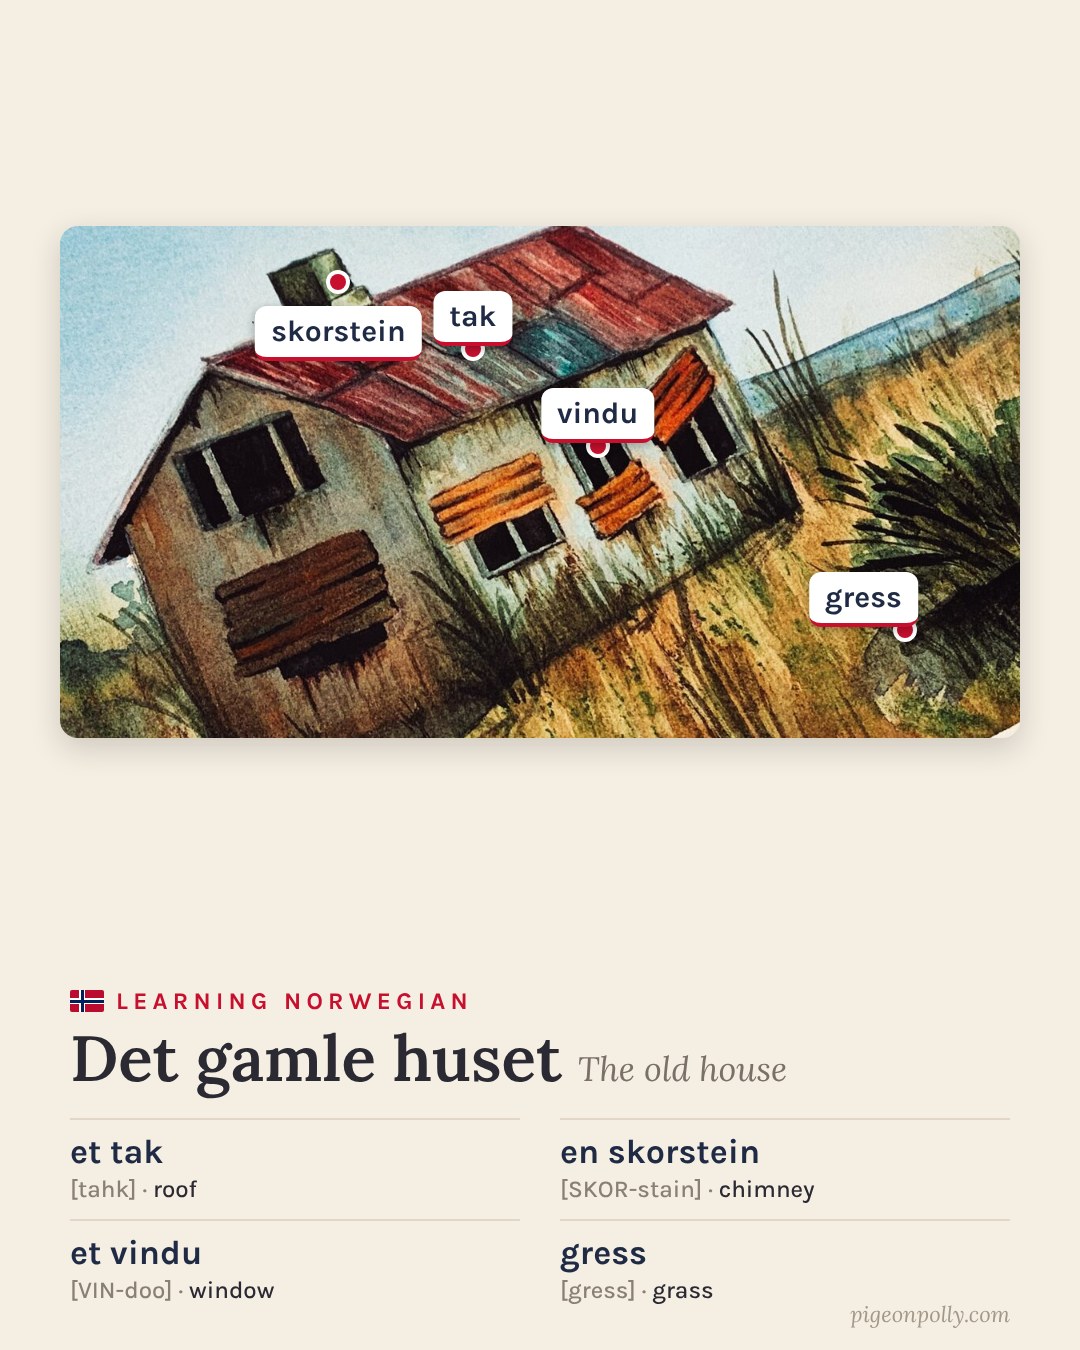 skorstein
tak
vindu
gress
LEARNING NORWEGIAN
Det gamle huset The old house
et tak
[tahk] · roof
en skorstein
[SKOR-stain] · chimney
et vindu
[VIN-doo] · window
gress
[gress] · grass
pigeonpolly.com